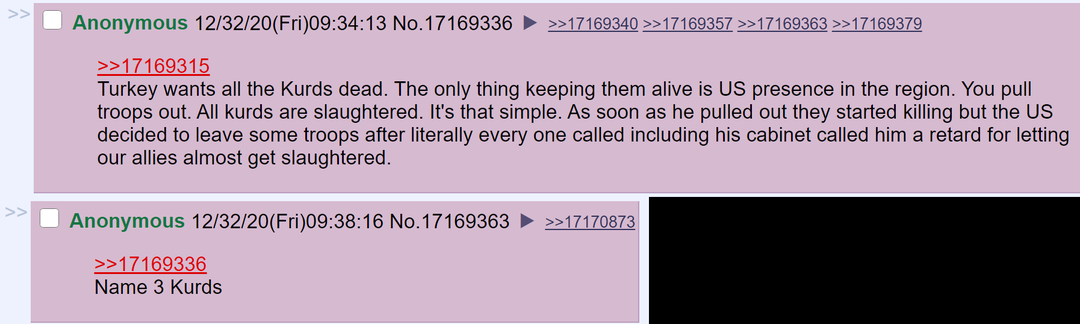 >> Anonymous 12/32/20(Fri)09:34:13 No.17169336 ▶ >>17169340 >>17169357 >>17169363 >>17169379
>>17169315
Turkey wants all the Kurds dead. The only thing keeping them alive is US presence in the region. You pull
troops out. All kurds are slaughtered. It's that simple. As soon as he pulled out they started killing but the US
decided to leave some troops after literally every one called including his cabinet called him a retard for letting
our allies almost get slaughtered.
>> Anonymous 12/32/20(Fri)09:38:16 No.17169363 ▶ >>17170873
>>17169336
Name 3 Kurds